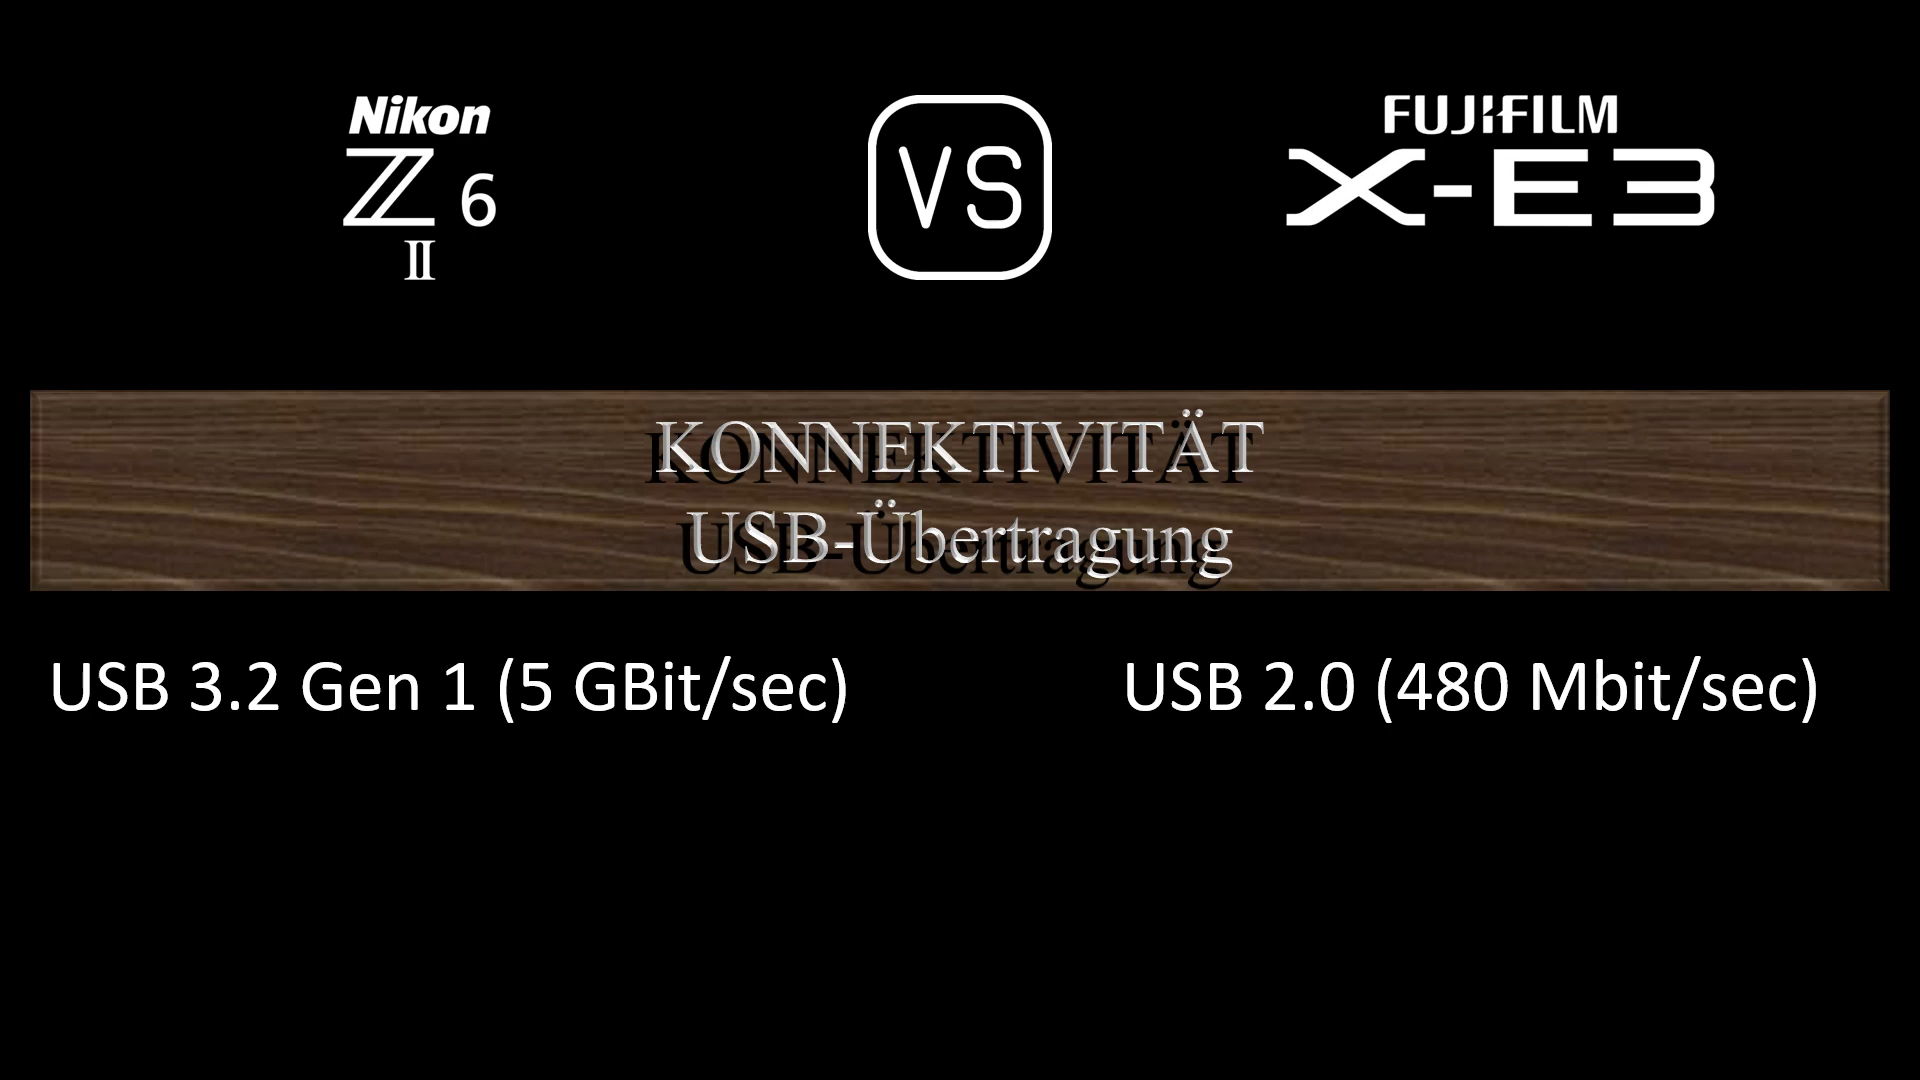 Nikon
Z 6
II
VS
FUJIFILM
X-E3
KONNEKTIVITÄT
USB-Übertragung
USB 3.2 Gen 1 (5 GBit/sec)
USB 2.0 (480 Mbit/sec)